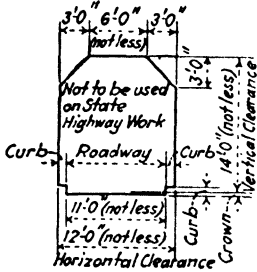 3'0" 6'0" 3'0"
(not less)
3'0"
Not to be used
on State
Highway Work
14'0" (not less)
Vertical Clearance
Curb Roadway Curb
11'0" (not less)
12'0" (not less)
Horizontal Clearance
Curb
Crown